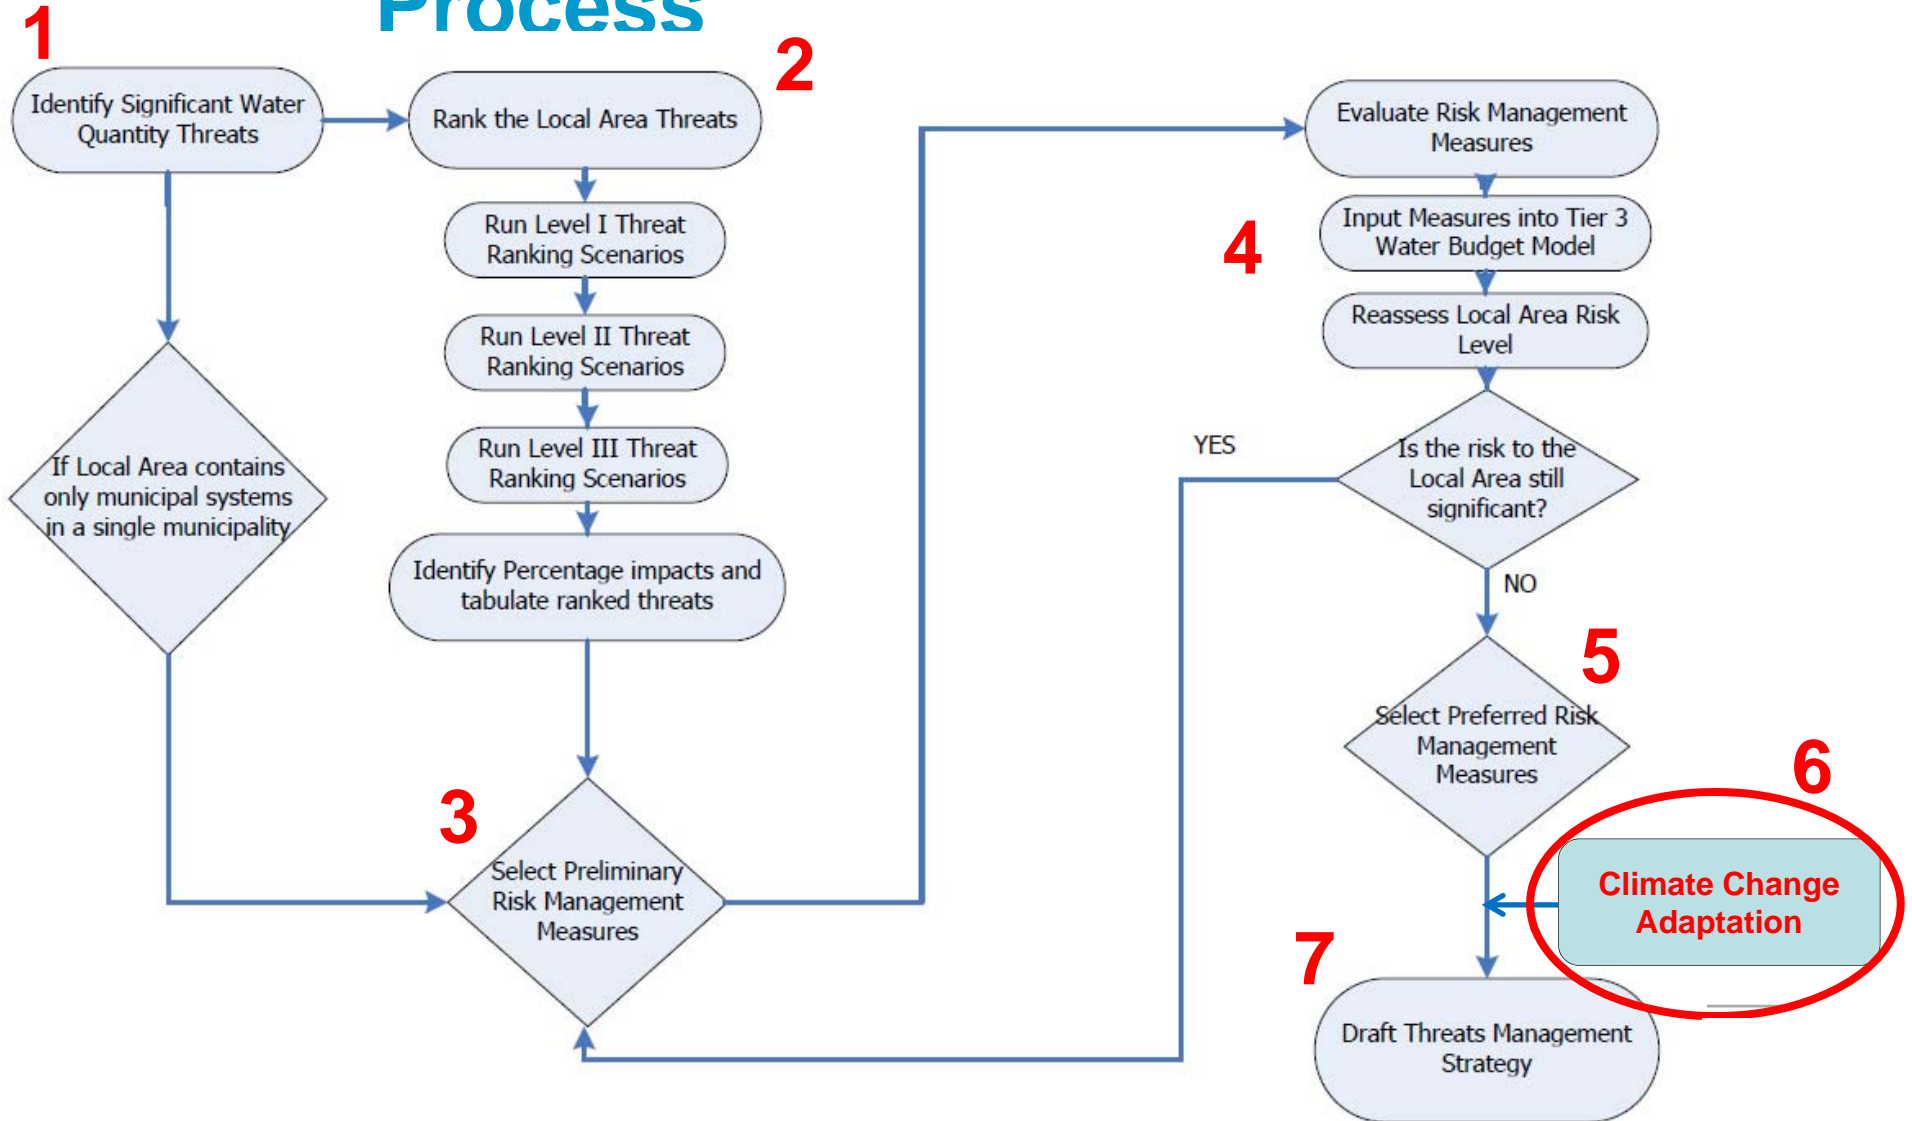 Process
1
Identify Significant Water
Quantity Threats
2
Rank the Local Area Threats
Run Level I Threat
Ranking Scenarios
Run Level II Threat
Ranking Scenarios
Run Level III Threat
Ranking Scenarios
Identify Percentage impacts and
tabulate ranked threats
If Local Area contains
only municipal systems
in a single municipality
3
Select Preliminary
Risk Management
Measures
Evaluate Risk Management
Measures
4
Input Measures into Tier 3
Water Budget Model
Reassess Local Area Risk
Level
Is the risk to the
Local Area still
significant?
YES
NO
5
Select Preferred Risk
Management
Measures
6
Climate Change
Adaptation
7
Draft Threats Management
Strategy